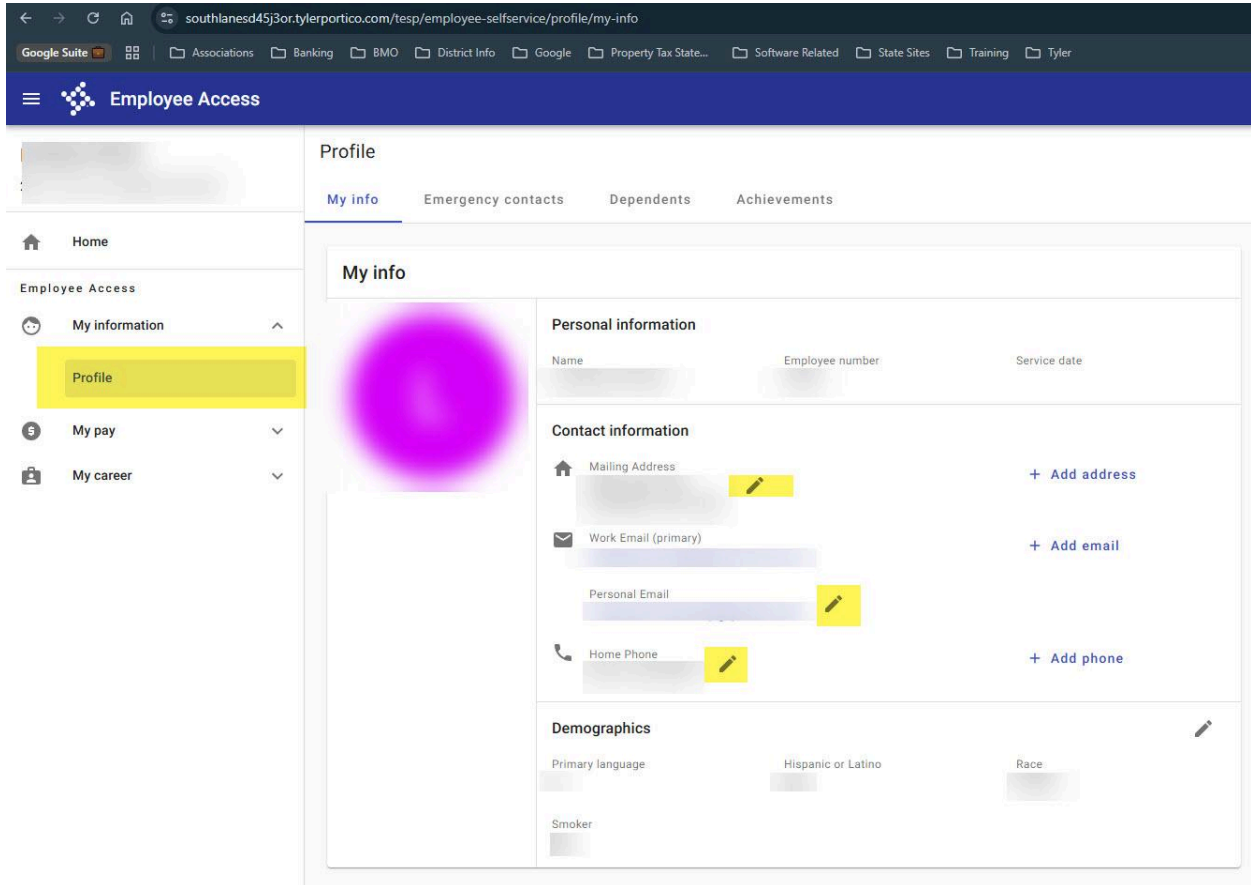 southlanesd45j3or.tylerportico.com/tesp/employee-selfservice/profile/my-info
Google Suite Associations Banking BMO District Info Google Property Tax State... Software Related State Sites Training Tyler
Employee Access
Profile
My info Emergency contacts Dependents Achievements
Home
Employee Access
My information
Profile
My pay
My career
My info
Personal information
Name Employee number Service date
Contact information
Mailing Address
+ Add address
Work Email (primary)
+ Add email
Personal Email
Home Phone
+ Add phone
Demographics
Primary language Hispanic or Latino Race
Smoker